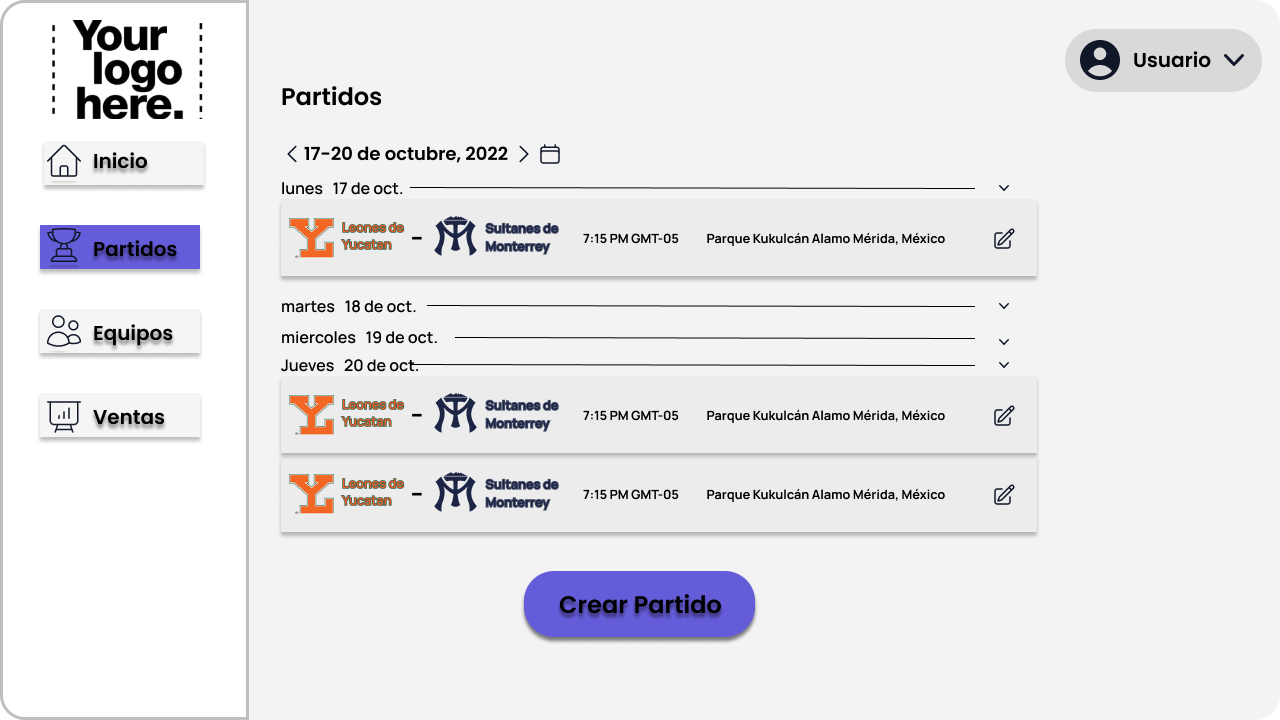 Your
logo
here.
Inicio
Partidos
Equipos
Ventas
Usuario
Partidos
17-20 de octubre, 2022
lunes 17 de oct.
Leones de
Yucatan
-
Sultanes de
Monterrey
7:15 PM GMT-05
Parque Kukulcán Alamo Mérida, México
martes 18 de oct.
miercoles 19 de oct.
Jueves 20 de oct.
Leones de
Yucatan
-
Sultanes de
Monterrey
7:15 PM GMT-05
Parque Kukulcán Alamo Mérida, México
Leones de
Yucatan
-
Sultanes de
Monterrey
7:15 PM GMT-05
Parque Kukulcán Alamo Mérida, México
Crear Partido